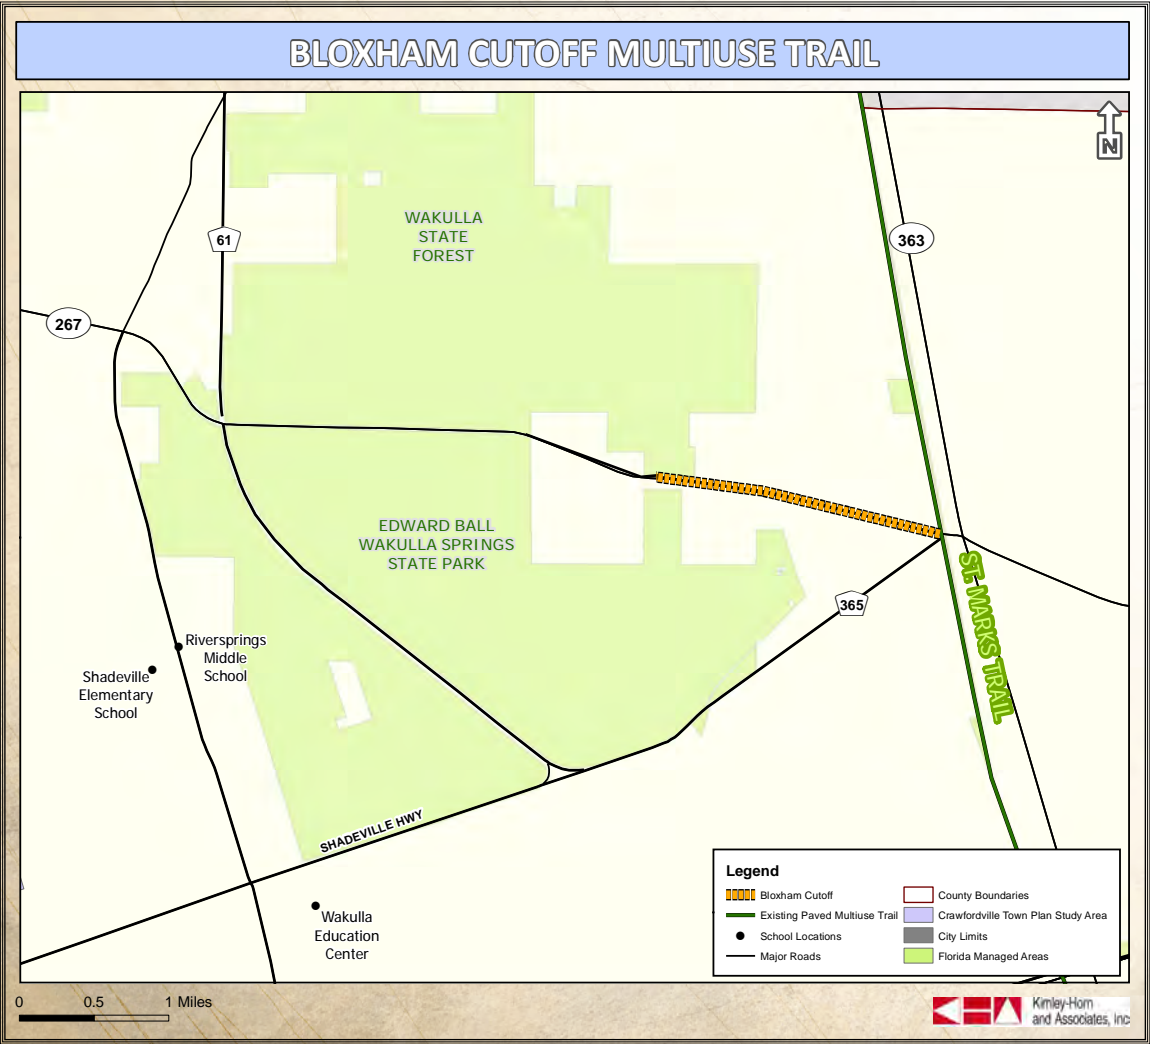 BLOXHAM CUTOFF MULTIUSE TRAIL
N
WAKULLA
STATE
FOREST
61
363
267
EDWARD BALL
WAKULLA SPRINGS
STATE PARK
365
ST. MARKS TRAIL
Riversprings
Middle
School
Shadeville
Elementary
School
SHADEVILLE HWY
Wakulla
Education
Center
Legend
Bloxham Cutoff
Existing Paved Multiuse Trail
School Locations
Major Roads
County Boundaries
Crawfordville Town Plan Study Area
City Limits
Florida Managed Areas
0 0.5 1 Miles
Kimley-Horn
and Associates, Inc